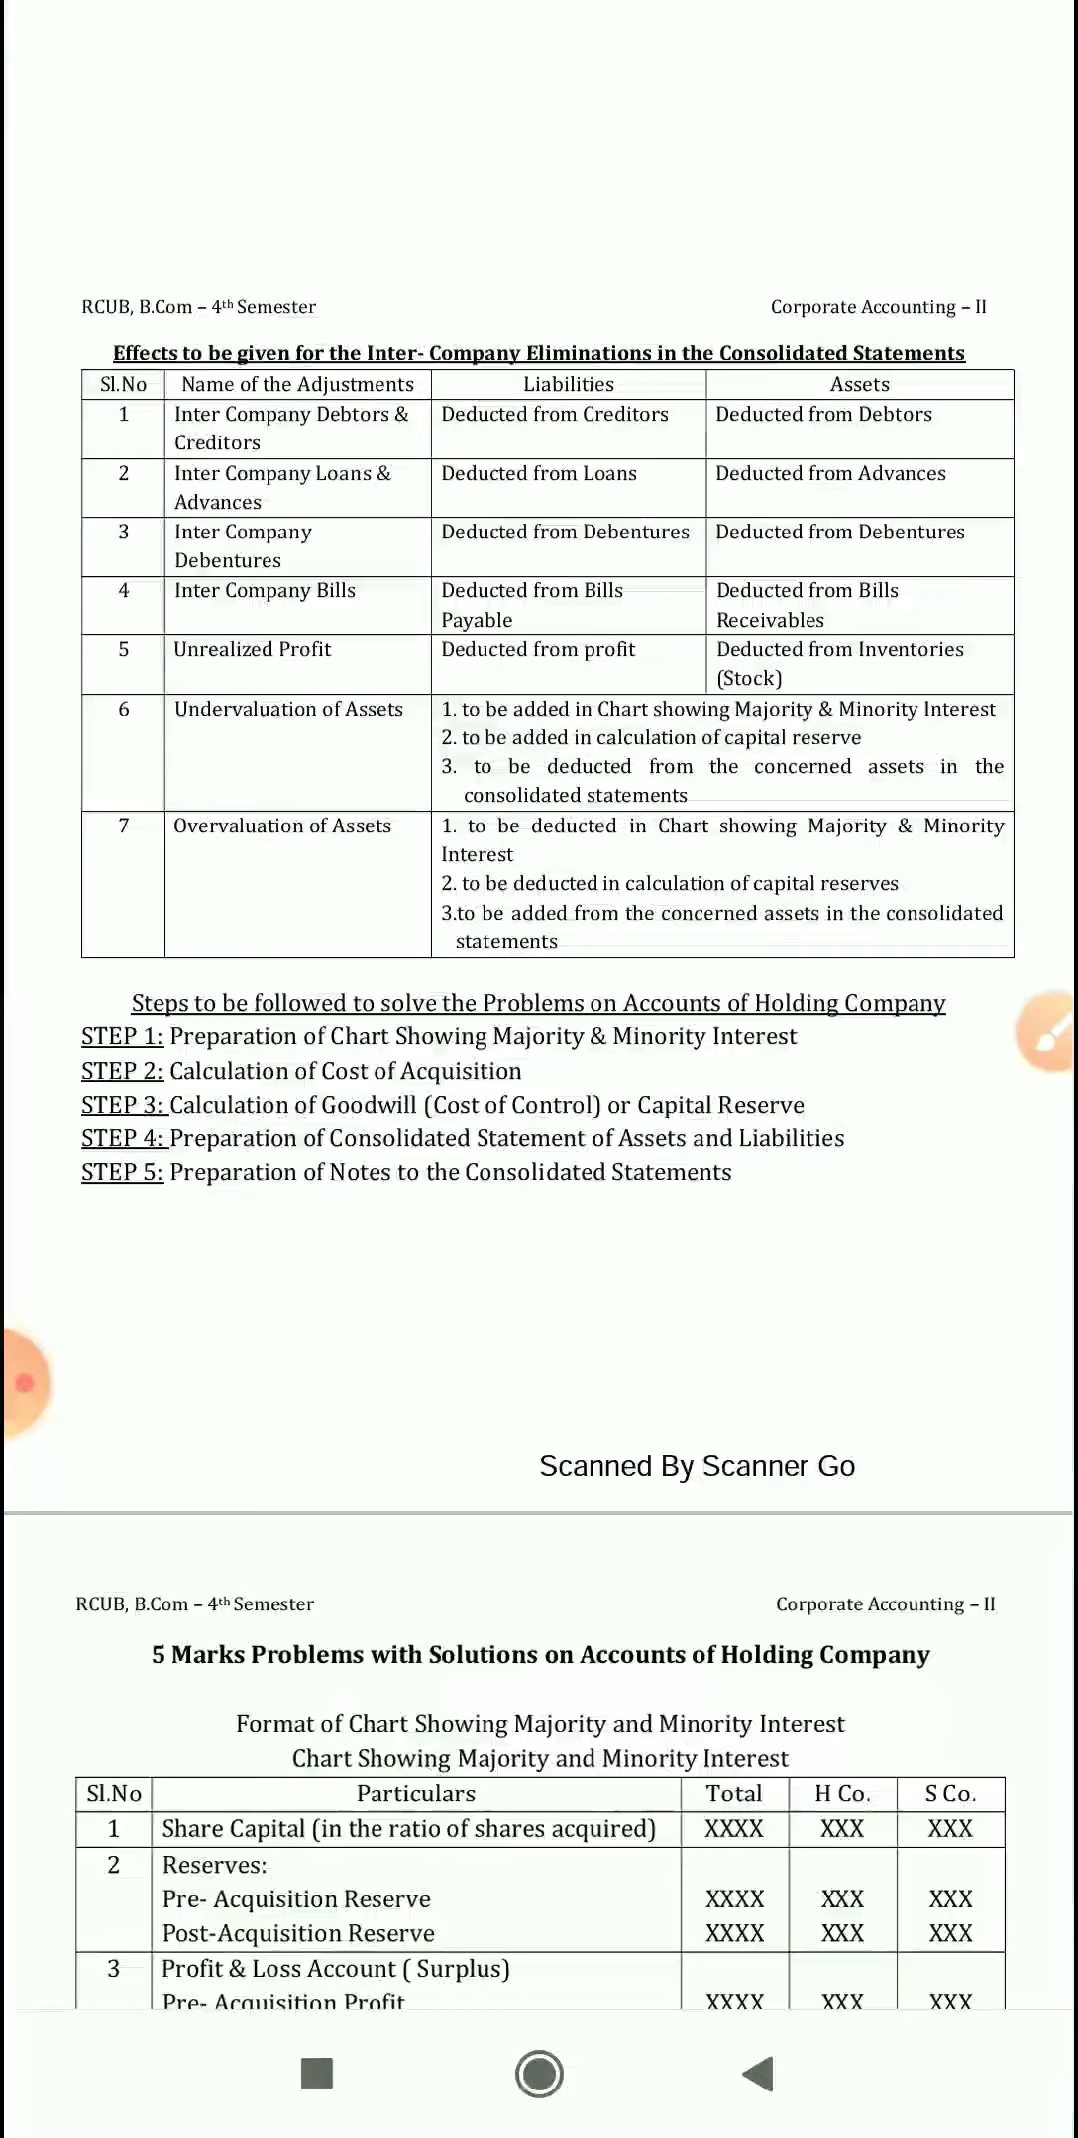 RCUB, B.Com – 4th Semester
Corporate Accounting – II
Effects to be given for the Inter- Company Eliminations in the Consolidated Statements
Sl.No Name of the Adjustments Liabilities Assets
1 Inter Company Debtors & Deducted from Creditors Deducted from Debtors
Creditors
2 Inter Company Loans & Deducted from Loans Deducted from Advances
Advances
3 Inter Company Deducted from Debentures Deducted from Debentures
Debentures
4 Inter Company Bills Deducted from Bills Deducted from Bills
Payable Receivables
5 Unrealized Profit Deducted from profit Deducted from Inventories
(Stock)
6 Undervaluation of Assets 1. to be added in Chart showing Majority & Minority Interest
2. to be added in calculation of capital reserve
3. to be deducted from the concerned assets in the
consolidated statements
7 Overvaluation of Assets 1. to be deducted in Chart showing Majority & Minority
Interest
2. to be deducted in calculation of capital reserves
3.to be added from the concerned assets in the consolidated
statements
Steps to be followed to solve the Problems on Accounts of Holding Company
STEP 1: Preparation of Chart Showing Majority & Minority Interest
STEP 2: Calculation of Cost of Acquisition
STEP 3: Calculation of Goodwill (Cost of Control) or Capital Reserve
STEP 4: Preparation of Consolidated Statement of Assets and Liabilities
STEP 5: Preparation of Notes to the Consolidated Statements
Scanned By Scanner Go
RCUB, B.Com – 4th Semester
Corporate Accounting – II
5 Marks Problems with Solutions on Accounts of Holding Company
Format of Chart Showing Majority and Minority Interest
Chart Showing Majority and Minority Interest
Sl.No Particulars Total H Co. S Co.
1 Share Capital (in the ratio of shares acquired) XXXX XXX XXX
2 Reserves:
Pre- Acquisition Reserve XXXX XXX XXX
Post-Acquisition Reserve XXXX XXX XXX
3 Profit & Loss Account ( Surplus)
Pre- Acquisition Profit XXXX XXX XXX